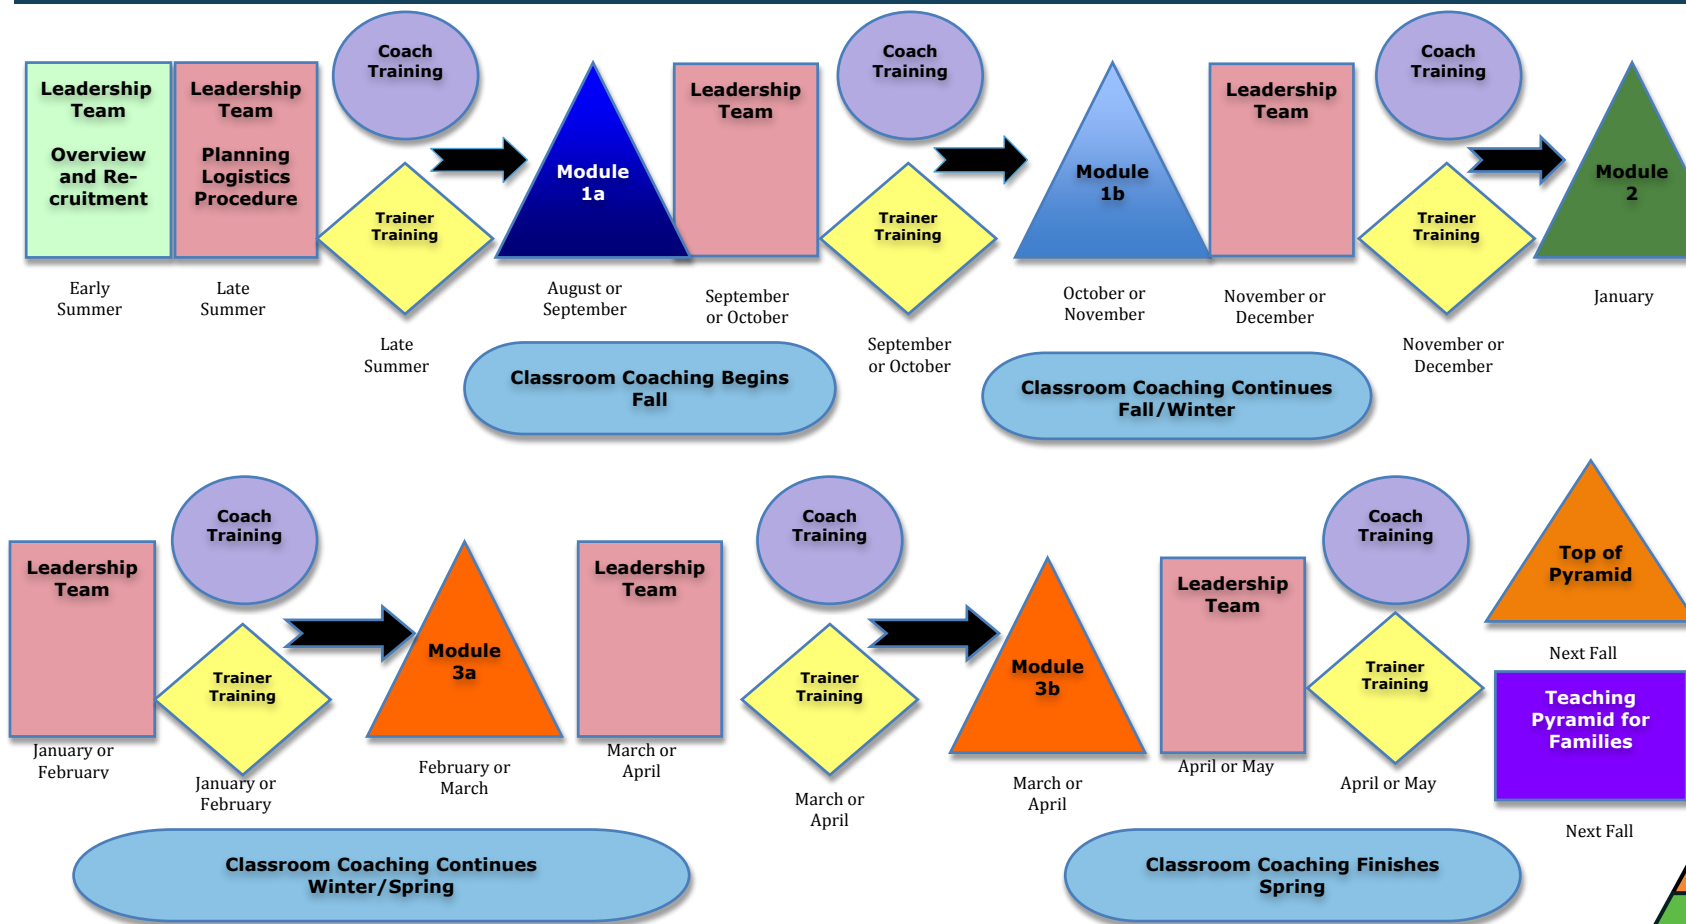 Leadership
Team
Overview
and Re-
cruitment
Early
Summer
Leadership
Team
Planning
Logistics
Procedure
Late
Summer
Coach
Training
Trainer
Training
Late
Summer
Module
1a
August or
September
Leadership
Team
September
or October
Coach
Training
Trainer
Training
September
or October
Module
1b
October or
November
Leadership
Team
November or
December
Coach
Training
Trainer
Training
November or
December
Module
2
January
Classroom Coaching Begins
Fall
Classroom Coaching Continues
Fall/Winter
Leadership
Team
January or
February
Coach
Training
Trainer
Training
January or
February
Module
3a
February or
March
Leadership
Team
March or
April
Coach
Training
Trainer
Training
March or
April
Module
3b
March or
April
Leadership
Team
April or May
Coach
Training
Trainer
Training
April or May
Top of
Pyramid
Next Fall
Teaching
Pyramid for
Families
Next Fall
Classroom Coaching Continues
Winter/Spring
Classroom Coaching Finishes
Spring